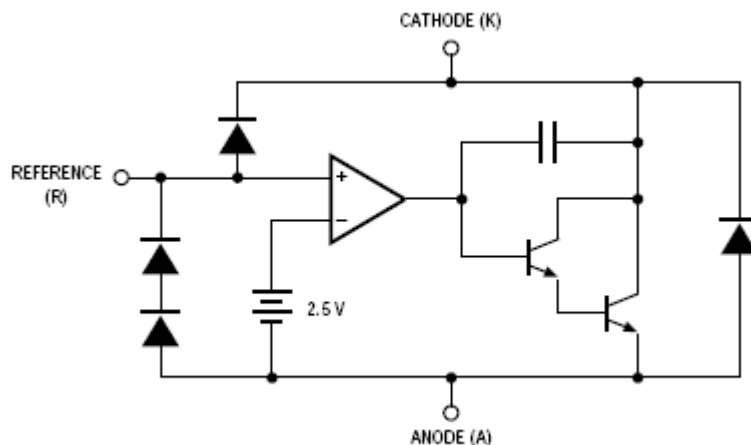 CATHODE (K)
REFERENCE
(R)
+
−
2.5 V
ANODE (A)